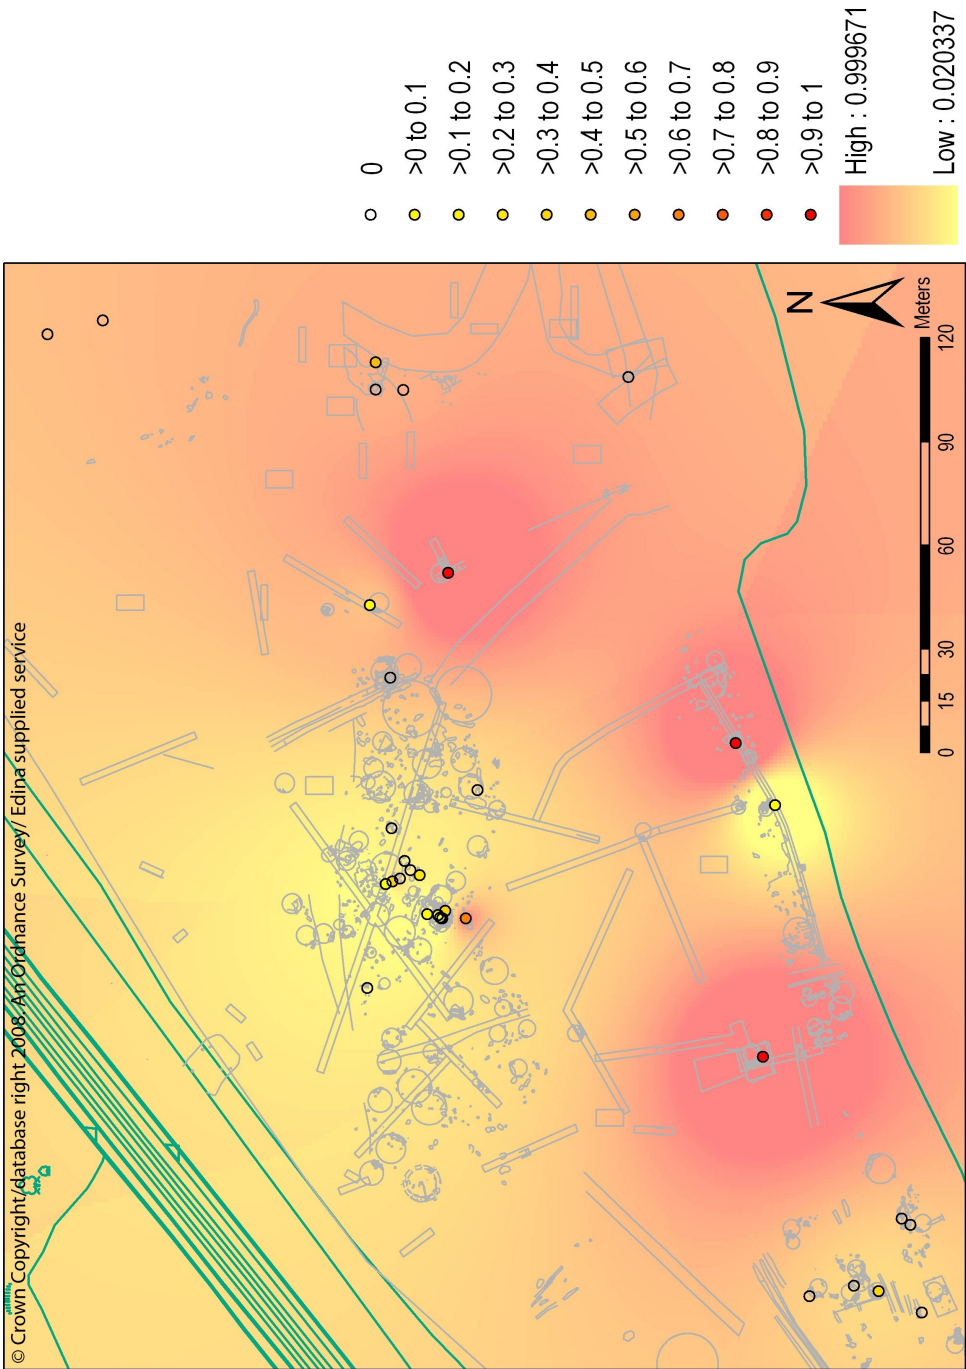 © Crown Copyright/database right 2008. An Ordnance Survey/ Edina supplied service
0
>0 to 0.1
>0.1 to 0.2
>0.2 to 0.3
>0.3 to 0.4
>0.4 to 0.5
>0.5 to 0.6
>0.6 to 0.7
>0.7 to 0.8
>0.8 to 0.9
>0.9 to 1
High : 0.999671
Low : 0.020337
N
0 15 30 60 90 120
Meters